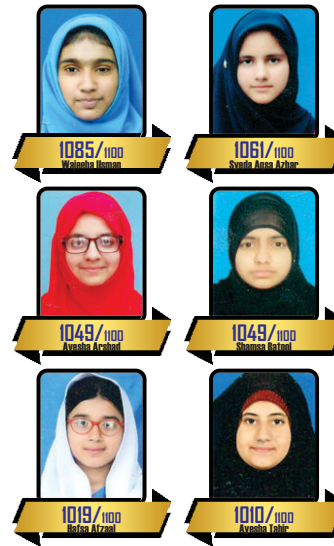 1085/1100
Wajeeha Usman
1061/1100
Syeda Aqsa Azhar
1049/1100
Ayesha Arshad
1049/1100
Shamsa Batool
1019/1100
Hafsa Afzaal
1010/1100
Ayesha Tahir